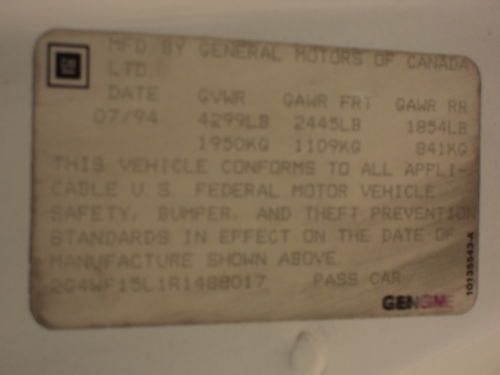 MFD BY GENERAL MOTORS OF CANADA
LTD.
DATE GVWR GAWR FRT GAWR RR
07/94 4299LB 2445LB 1854LB
1950KG 1109KG 841KG
THIS VEHICLE CONFORMS TO ALL APPLI-
CABLE U.S. FEDERAL MOTOR VEHICLE
SAFETY, BUMPER, AND THEFT PREVENTION
STANDARDS IN EFFECT ON THE DATE OF
MANUFACTURE SHOWN ABOVE.
2G4WF15L1R1488017 PASS CAR
10135543-A